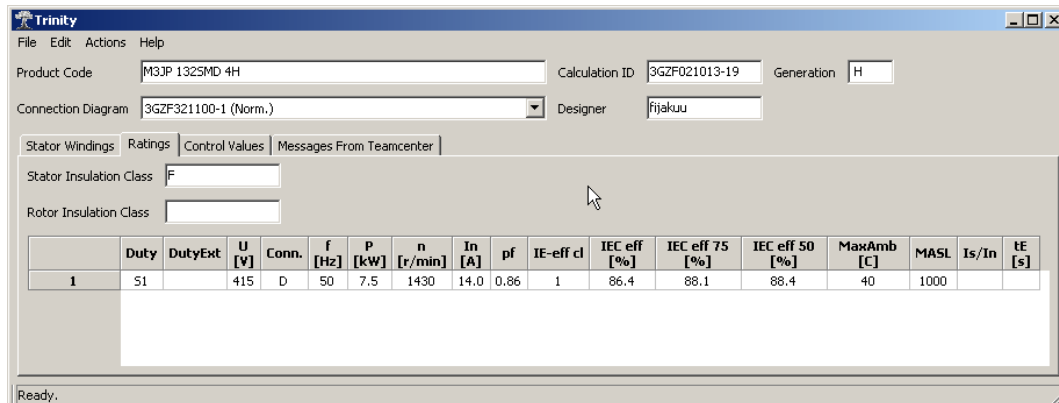 Trinity
File Edit Actions Help
Product Code M3JP 132SMD 4H Calculation ID 3GZF021013-19 Generation H
Connection Diagram 3GZF321100-1 (Norm.) Designer fijakuu
Stator Windings Ratings Control Values Messages From Teamcenter
Stator Insulation Class F
Rotor Insulation Class
Duty DutyExt U [V] Conn. f [Hz] P [kW] n [r/min] In [A] pf IE-eff cl IEC eff [%] IEC eff 75 [%] IEC eff 50 [%] MaxAmb [C] MASL Is/In tE [s]
1 S1 415 D 50 7.5 1430 14.0 0.86 1 86.4 88.1 88.4 40 1000
Ready.